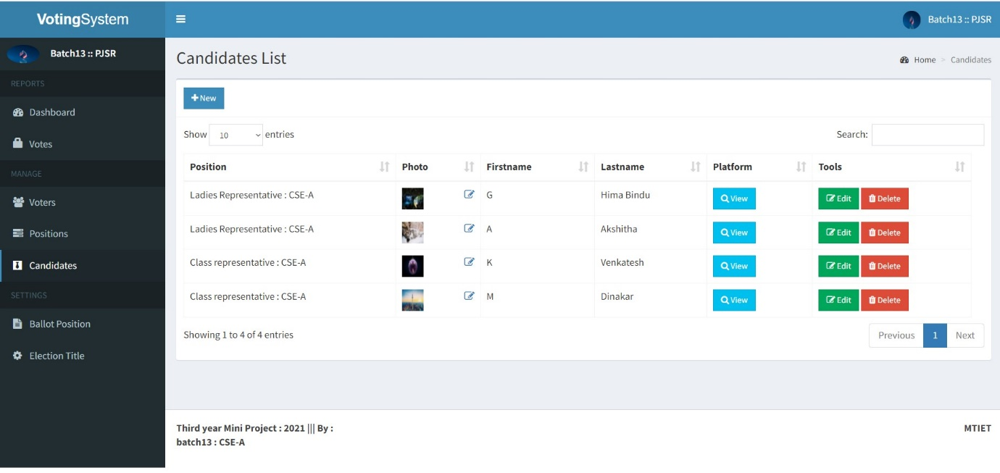 VotingSystem
Batch13 :: PJSR
Batch13 :: PJSR
REPORTS
Dashboard
Votes
MANAGE
Voters
Positions
Candidates
SETTINGS
Ballot Position
Election Title
Candidates List
Home > Candidates
New
Show 10 entries
Search:
Position Photo Firstname Lastname Platform Tools
Ladies Representative : CSE-A G Hima Bindu View Edit Delete
Ladies Representative : CSE-A A Akshitha View Edit Delete
Class representative : CSE-A K Venkatesh View Edit Delete
Class representative : CSE-A M Dinakar View Edit Delete
Showing 1 to 4 of 4 entries
Previous 1 Next
Third year Mini Project : 2021 ||| By :
batch13 : CSE-A
MTIET